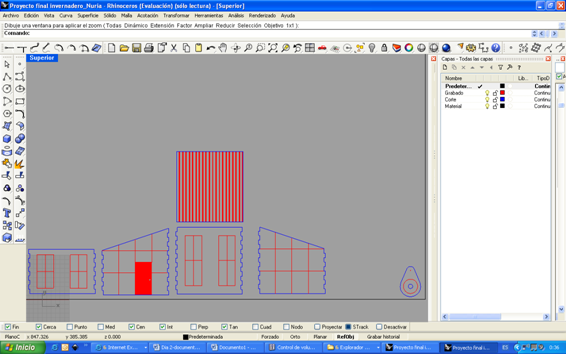 Proyecto final invernadero_Nuria - Rhinoceros (Evaluación) (sólo lectura) - [Superior]
Archivo Edición Vista Curva Superficie Sólido Malla Acotación Transformar Herramientas Análisis Renderizado Ayuda
Dibuje una ventana para aplicar el zoom ( Todas Dinámico Extensión Factor Ampliar Reducir Selección Objetivo 1x1 ):
Comando:
Superior
Capas - Todas las capas
Nombre Lib... TipoD
Predeter... Continu
Grabado Continu
Corte Continu
Material Continu
Fin Cerca Punto Med Cen Int Perp Tan Cuad Nodo Proyectar STrack Desactivar
PlanoC x 847.326 y 385.385 z 0.000 Predeterminada Forzado Orto Planar RefObj Grabar historial
Inicio 6 Internet Ex... Dia 2-document... Documento1 - ... Control de volu... 6 Explorador ... Proyecto final i... Proyecto final i... ES 0:36